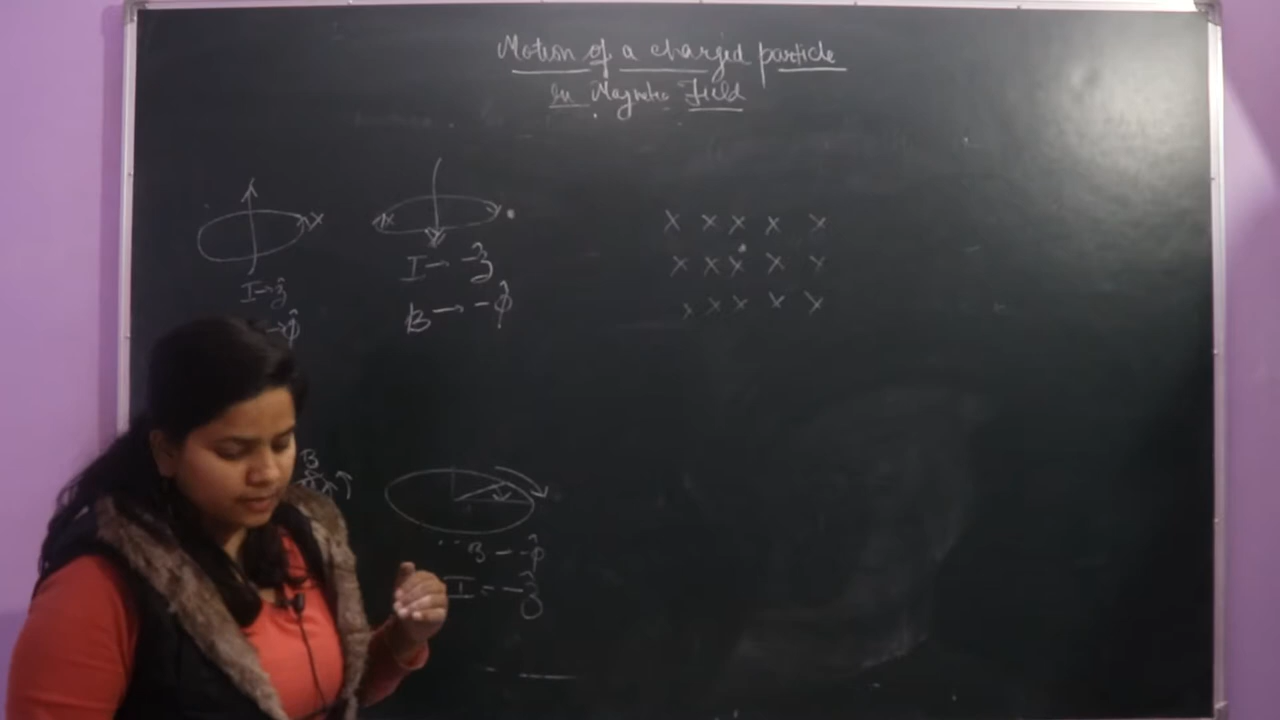 Motion of a charged particle
In Magnetic Field
x
x
x x x x x
x x x x x
x x x x x
I → ẑ
→ φ̂
I → -ẑ
B → -φ̂
B
B - -φ̂
I - -ẑ